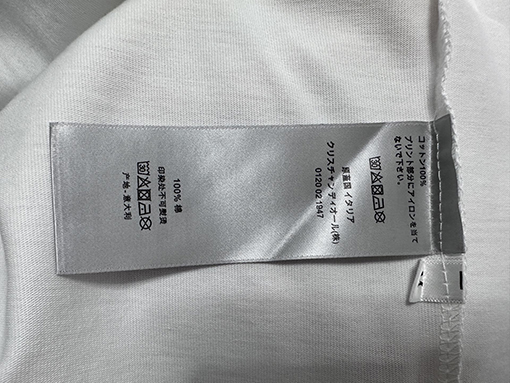 コットン100%
プリント部分にアイロンを当て
ないで下さい。
原産国 イタリア
クリスチャン ディオール(株)
0120 02 1947
100% 棉
印染处不可熨烫
产地 - 意大利